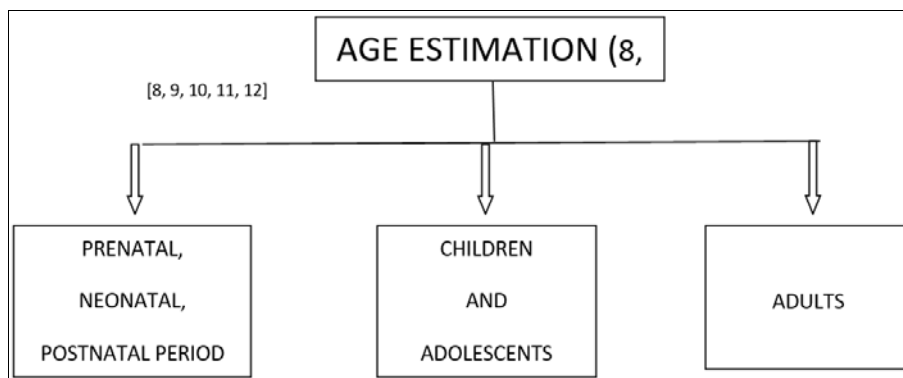 AGE ESTIMATION (8,
[8, 9, 10, 11, 12]
PRENATAL,
NEONATAL,
POSTNATAL PERIOD
CHILDREN
AND
ADOLESCENTS
ADULTS